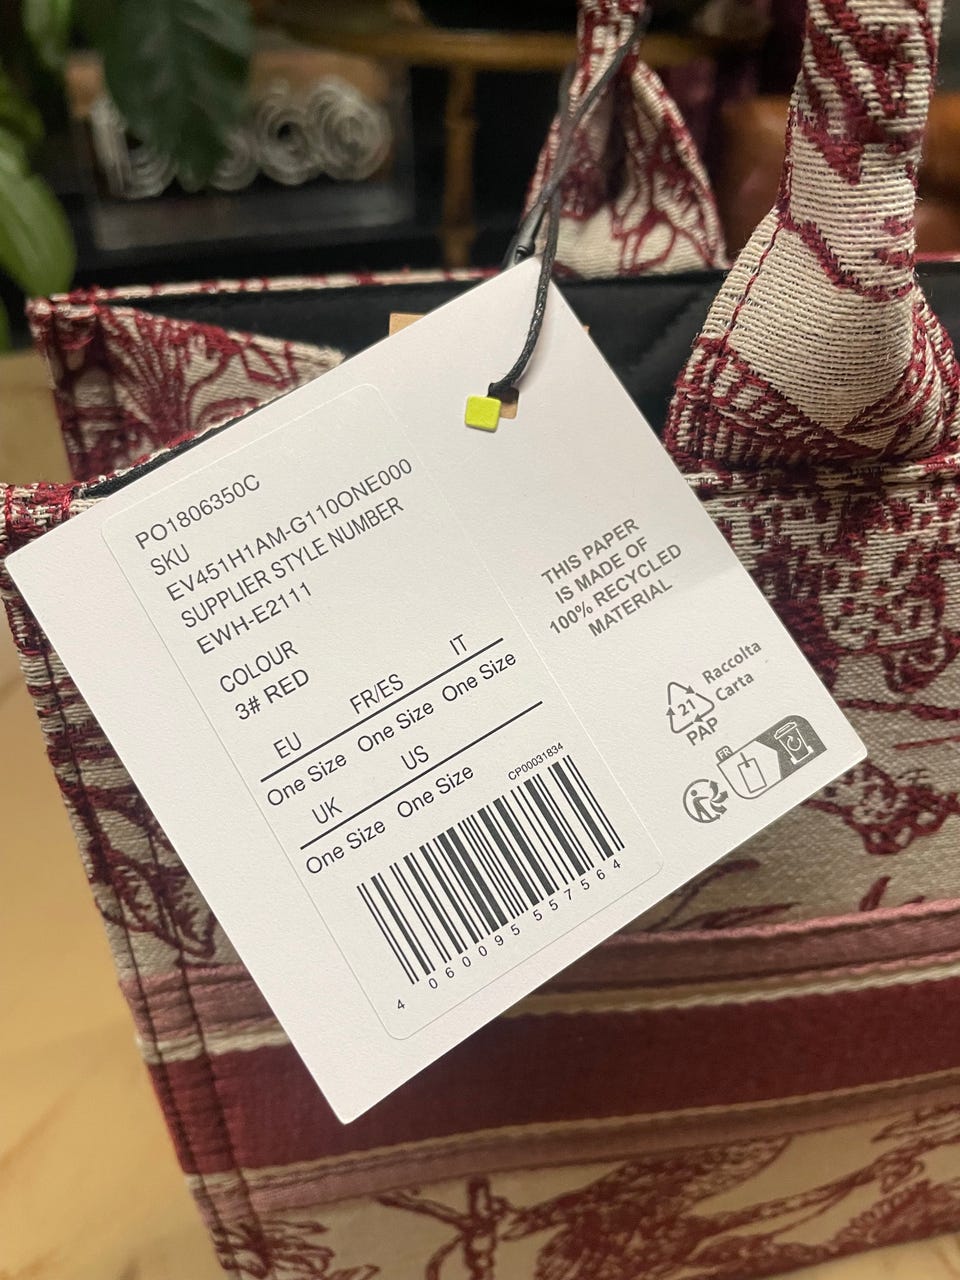 PO1806350C
SKU
EV451H1AM-G110ONE000
SUPPLIER STYLE NUMBER
EWH-E2111
COLOUR
3# RED
EU FR/ES IT
One Size One Size One Size
UK US
One Size One Size
CP00031834
4 060095 557564
THIS PAPER
IS MADE OF
100% RECYCLED
MATERIAL
21
PAP
Raccolta
Carta
FR